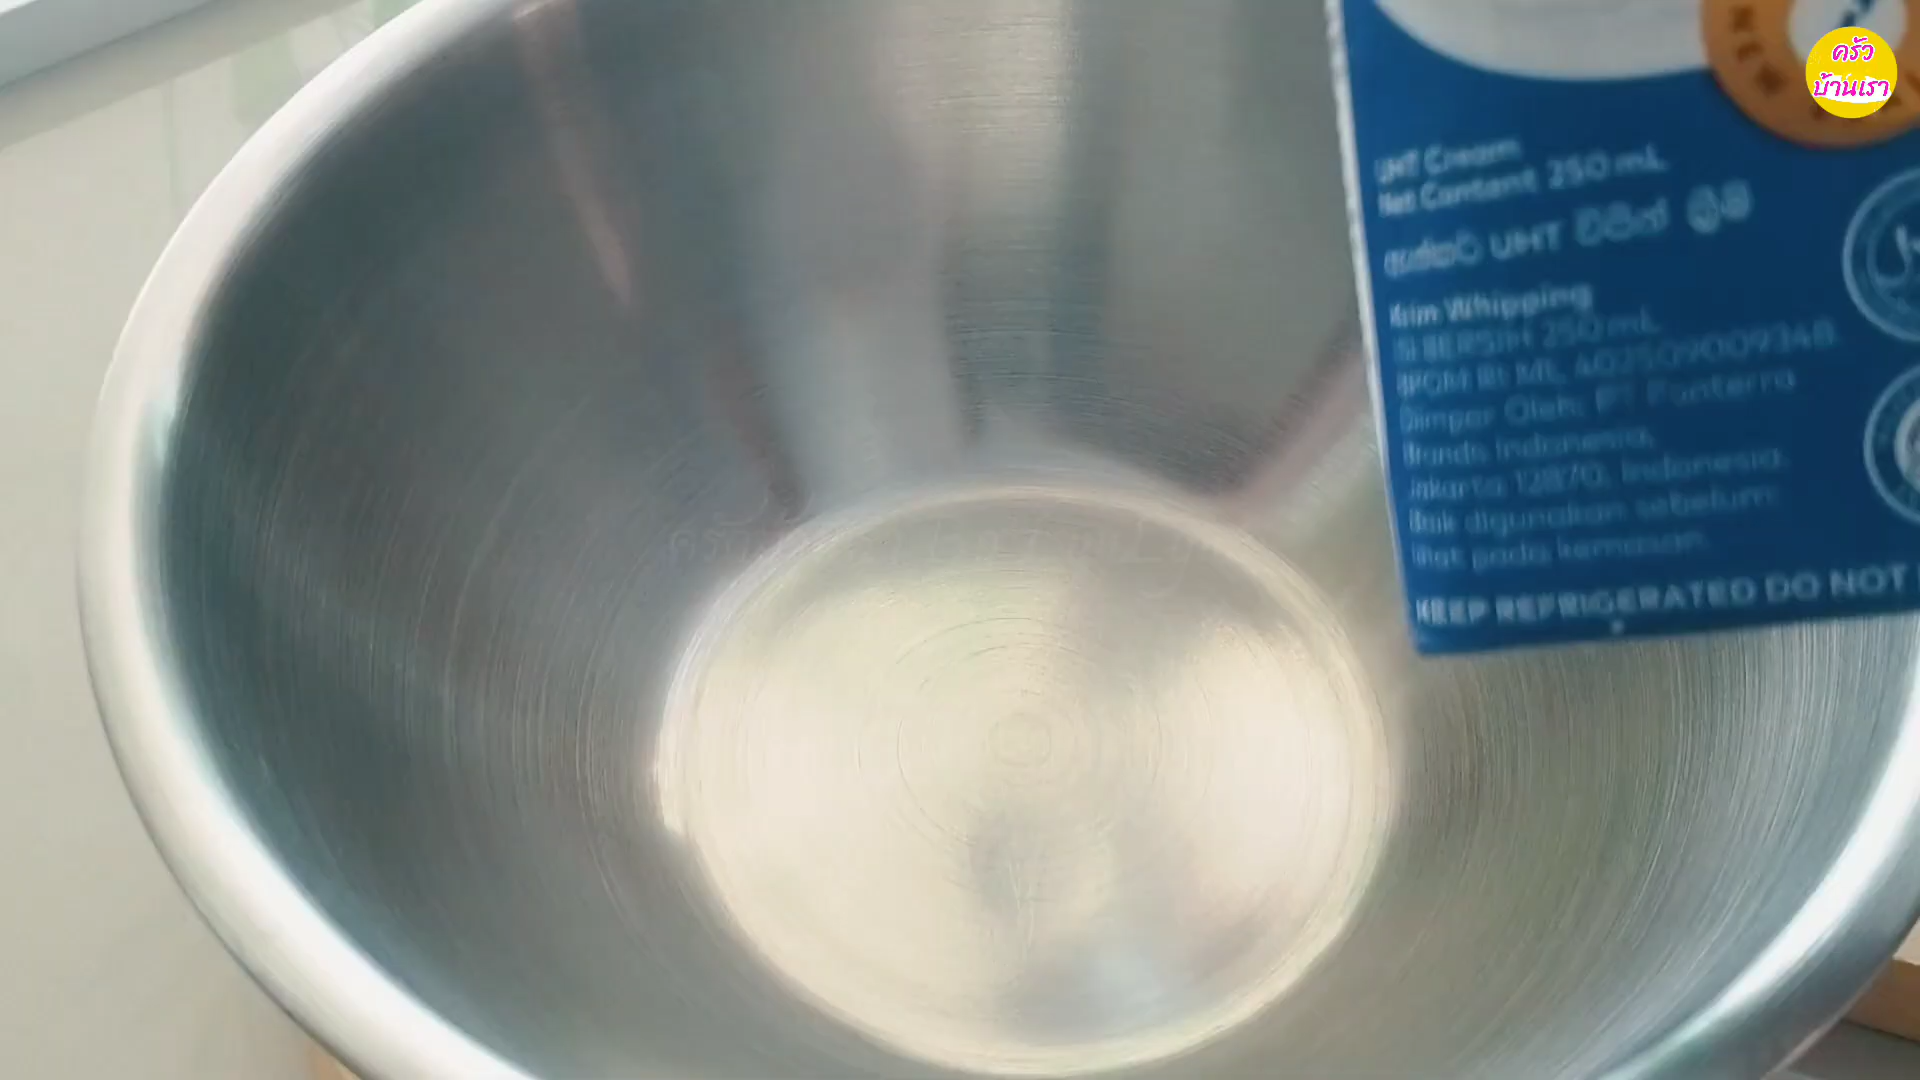 ครัว
บ้านเรา
NEW
UHT Cream
Net Content 250 mL
UHT
Krim Whipping
ISI BERSIH 250 mL
BPOM RI ML 402509009348
Diimpor Oleh: PT Fonterra
Brands Indonesia,
Jakarta 12870, Indonesia.
Baik digunakan sebelum:
lihat pada kemasan.
KEEP REFRIGERATED DO NOT